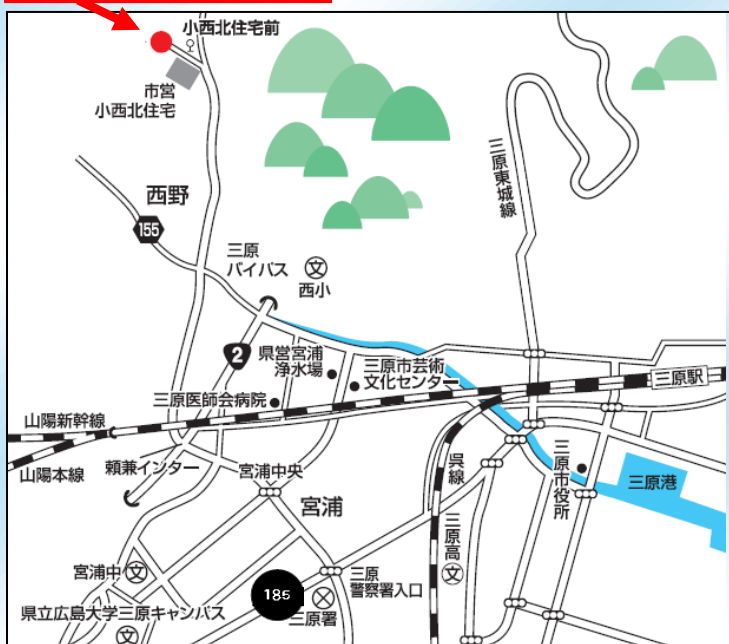 小西北住宅前
市営
小西北住宅
西野
155
三原東城線
三原
バイパス
文
西小
2
県営宮浦
浄水場
三原市芸術
文化センター
三原駅
三原医師会病院
山陽新幹線
山陽本線
頼兼インター
宮浦中央
呉線
三原市役所
三原港
宮浦
三原高
文
宮浦中
文
三原
警察署入口
185
三原署
県立広島大学三原キャンパス
文